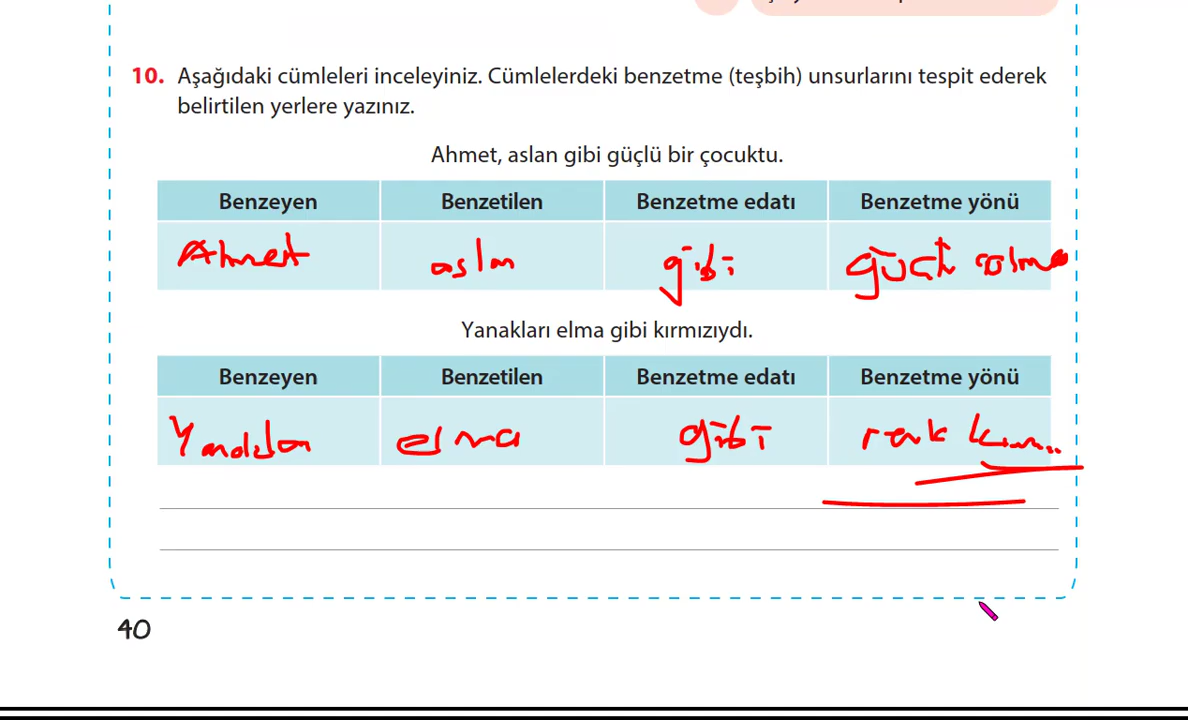 10. Aşağıdaki cümleleri inceleyiniz. Cümlelerdeki benzetme (teşbih) unsurlarını tespit ederek
belirtilen yerlere yazınız.
Ahmet, aslan gibi güçlü bir çocuktu.
Benzeyen Benzetilen Benzetme edatı Benzetme yönü
Ahmet aslan gibi güçlü olma
Yanakları elma gibi kırmızıydı.
Benzeyen Benzetilen Benzetme edatı Benzetme yönü
elma gibi renk
40